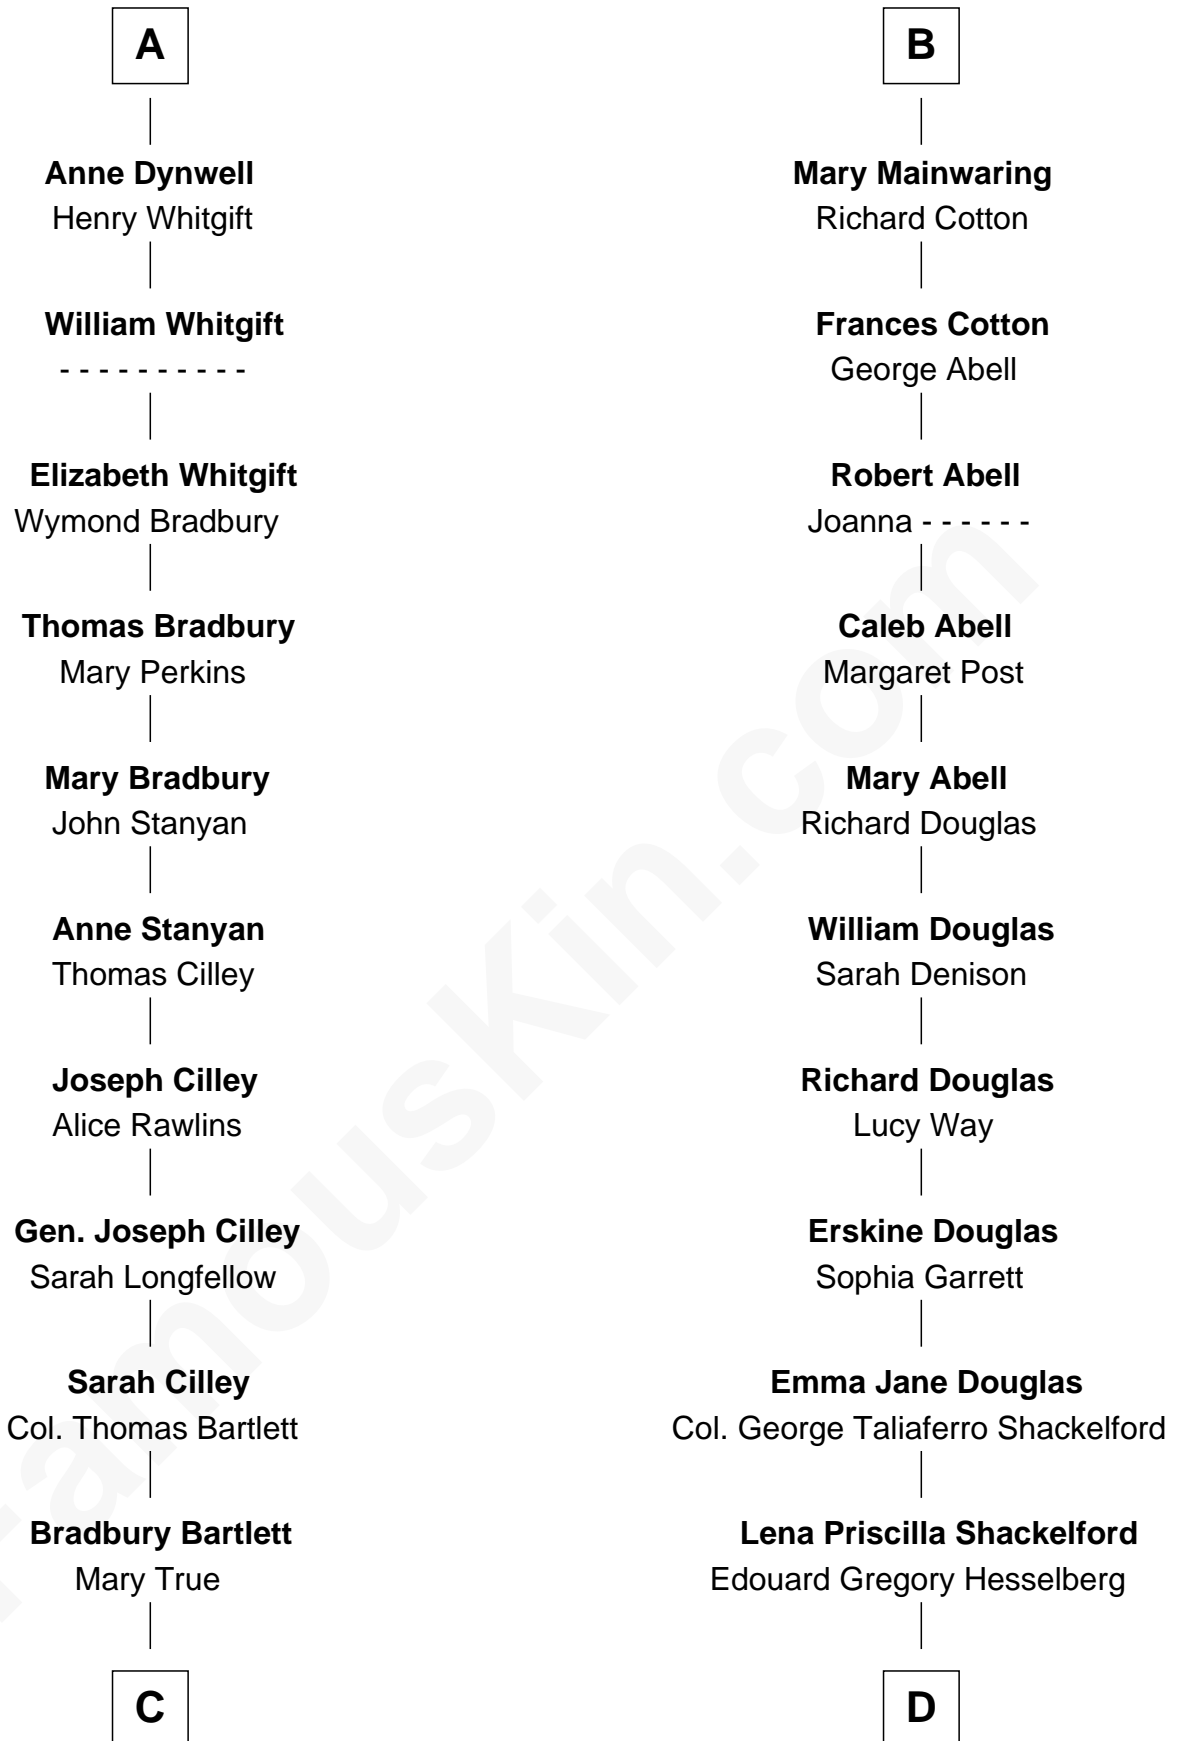 A
Anne Dynwell
Henry Whitgift
William Whitgift
- - - - - - - - - -
Elizabeth Whitgift
Wymond Bradbury
Thomas Bradbury
Mary Perkins
Mary Bradbury
John Stanyan
Anne Stanyan
Thomas Cilley
Joseph Cilley
Alice Rawlins
Gen. Joseph Cilley
Sarah Longfellow
Sarah Cilley
Col. Thomas Bartlett
Bradbury Bartlett
Mary True
C
B
Mary Mainwaring
Richard Cotton
Frances Cotton
George Abell
Robert Abell
Joanna - - - - - -
Caleb Abell
Margaret Post
Mary Abell
Richard Douglas
William Douglas
Sarah Denison
Richard Douglas
Lucy Way
Erskine Douglas
Sophia Garrett
Emma Jane Douglas
Col. George Taliaferro Shackelford
Lena Priscilla Shackelford
Edouard Gregory Hesselberg
D
FamousKin.com